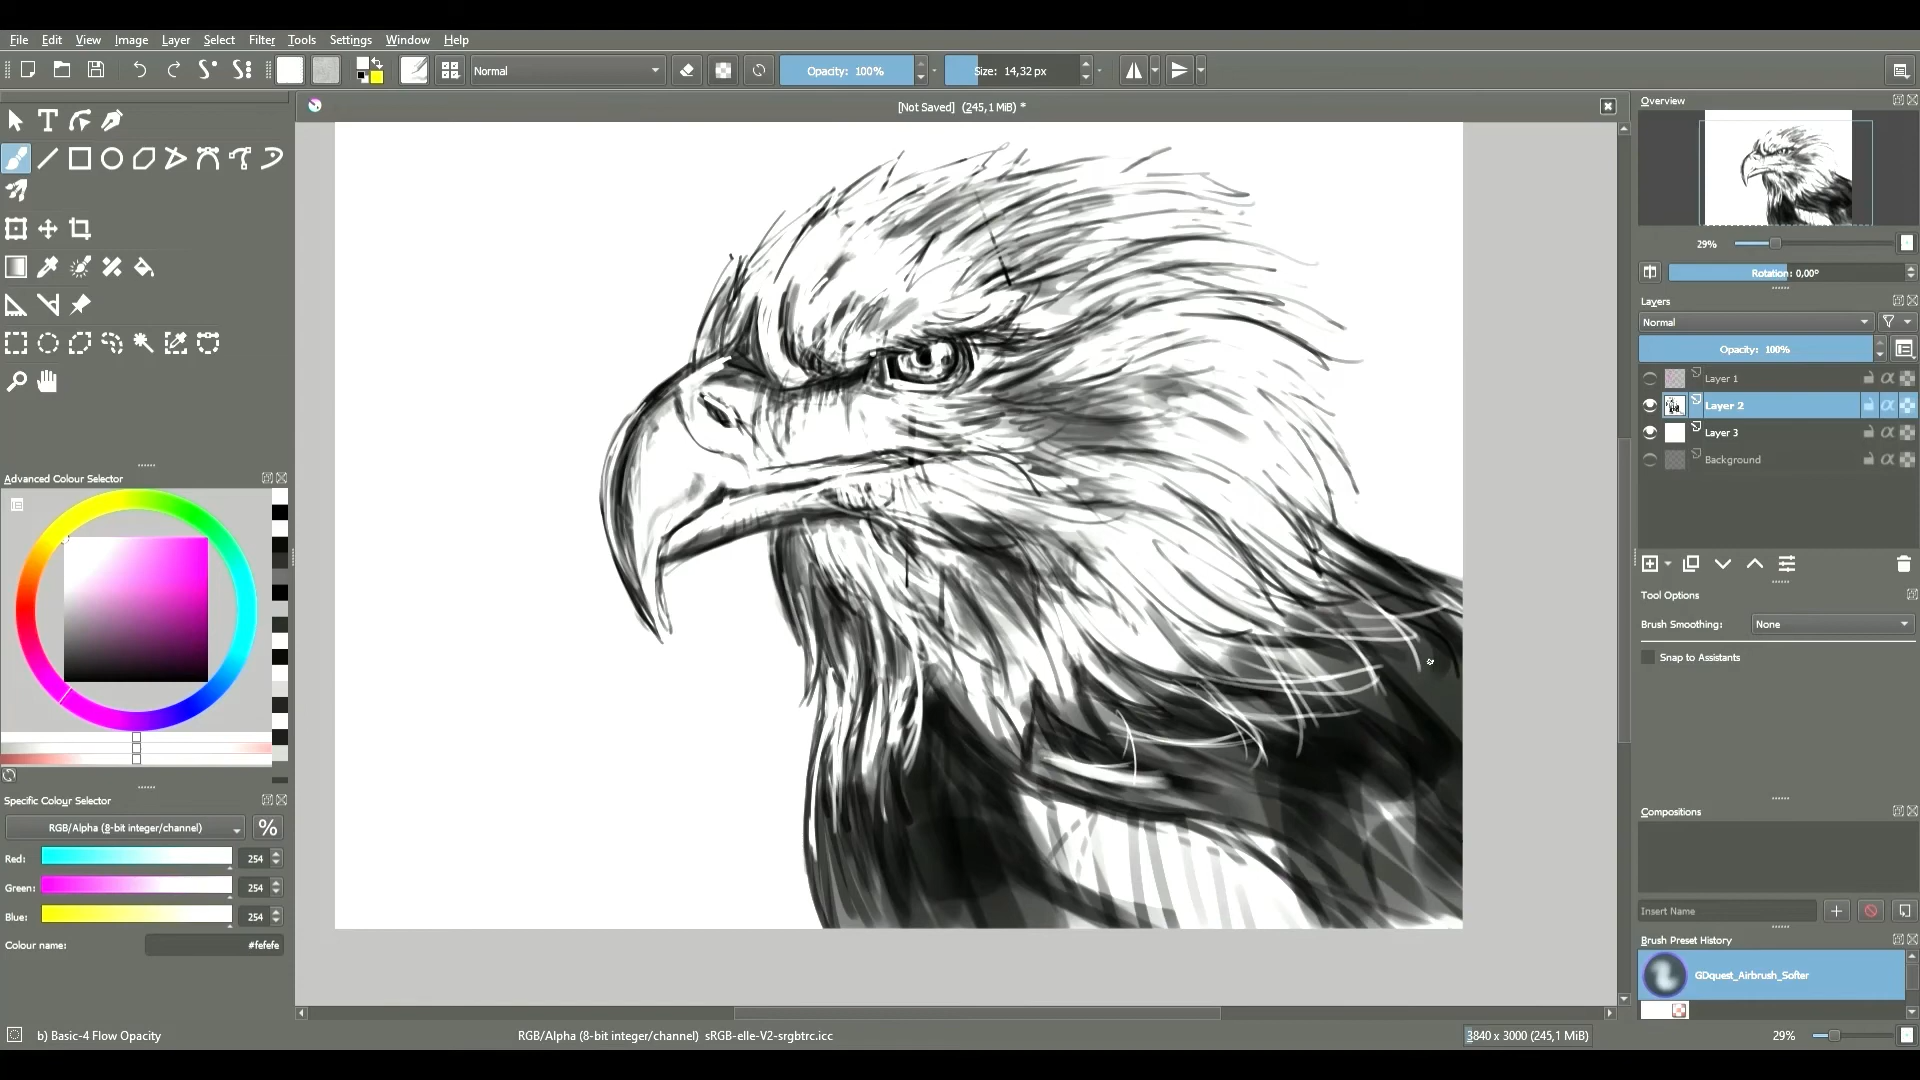 File Edit View Image Layer Select Filter Tools Settings Window Help
Normal
Opacity: 100%
Size: 14,32 px
[Not Saved] (245,1 MiB) *
Overview
29%
Rotation: 0,00°
Layers
Normal
Opacity: 100%
Layer 1
Layer 2
Layer 3
Background
Tool Options
Brush Smoothing: None
Snap to Assistants
Compositions
Insert Name
Brush Preset History
GDquest_Airbrush_Softer
Advanced Colour Selector
Specific Colour Selector
RGB/Alpha (8-bit integer/channel) %
Red: 254
Green: 254
Blue: 254
Colour name: #fefefe
b) Basic-4 Flow Opacity
RGB/Alpha (8-bit integer/channel) sRGB-elle-V2-srgbtrc.icc
3840 x 3000 (245,1 MiB)
29%